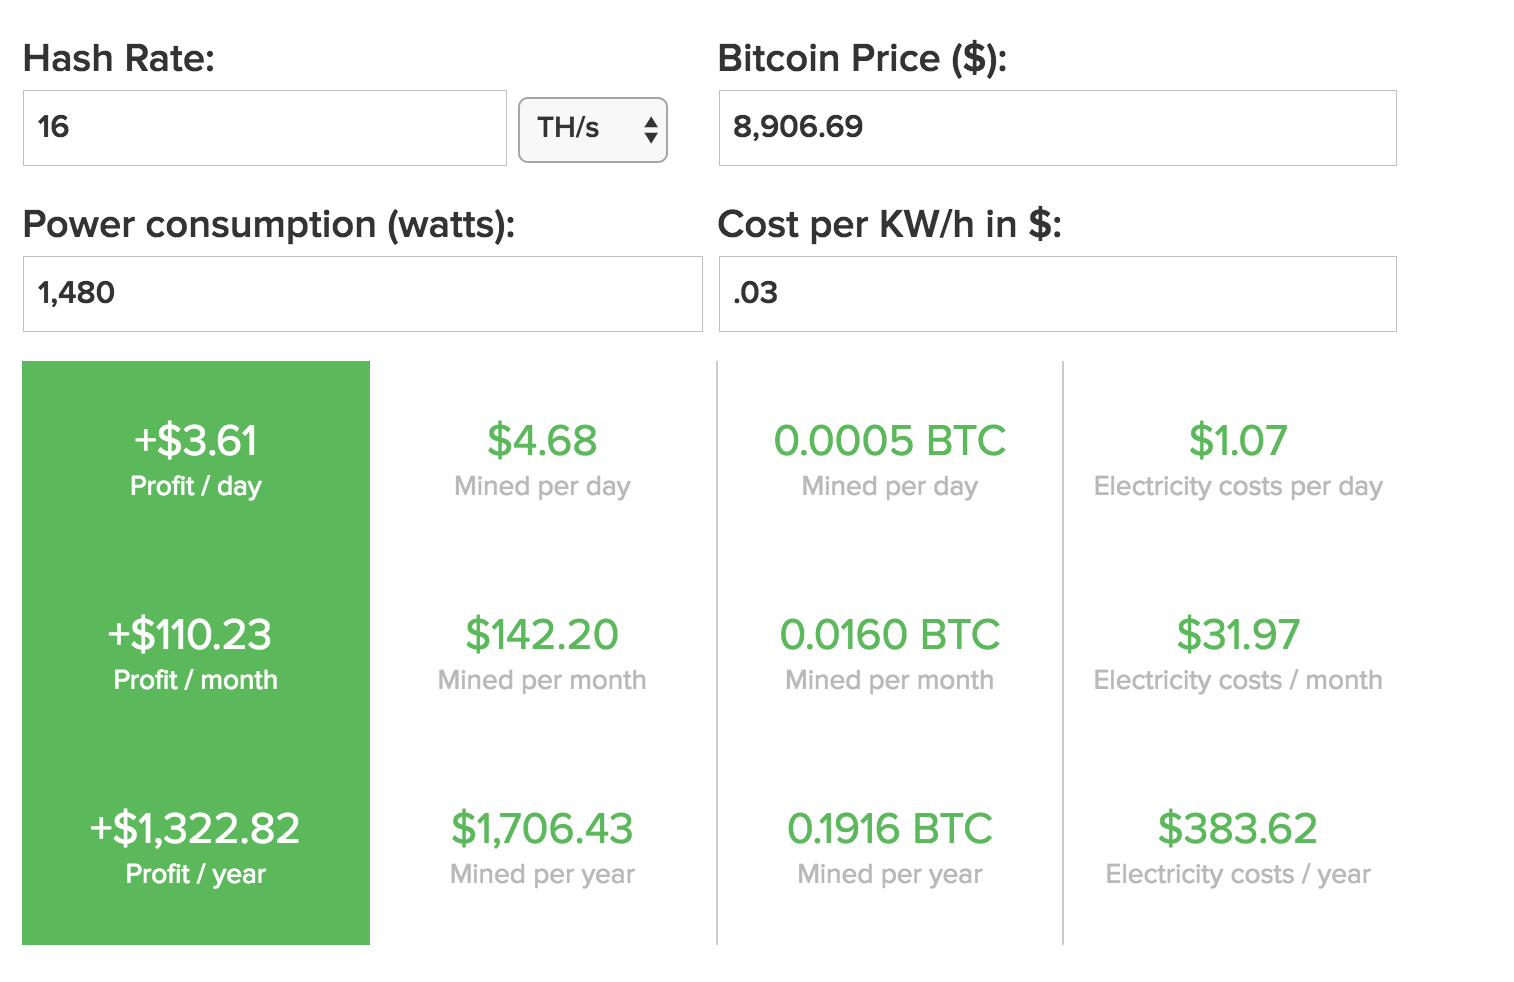 Hash Rate:
Bitcoin Price ($):
16
TH/s
8,906.69
Power consumption (watts):
Cost per KW/h in $:
1,480
.03
+$3.61
$4.68
0.0005 BTC
$1.07
Profit / day
Mined per day
Mined per day
Electricity costs per day
+$110.23
$142.20
0.0160 BTC
$31.97
Profit / month
Mined per month
Mined per month
Electricity costs / month
+$1,322.82
$1,706.43
0.1916 BTC
$383.62
Profit / year
Mined per year
Mined per year
Electricity costs / year